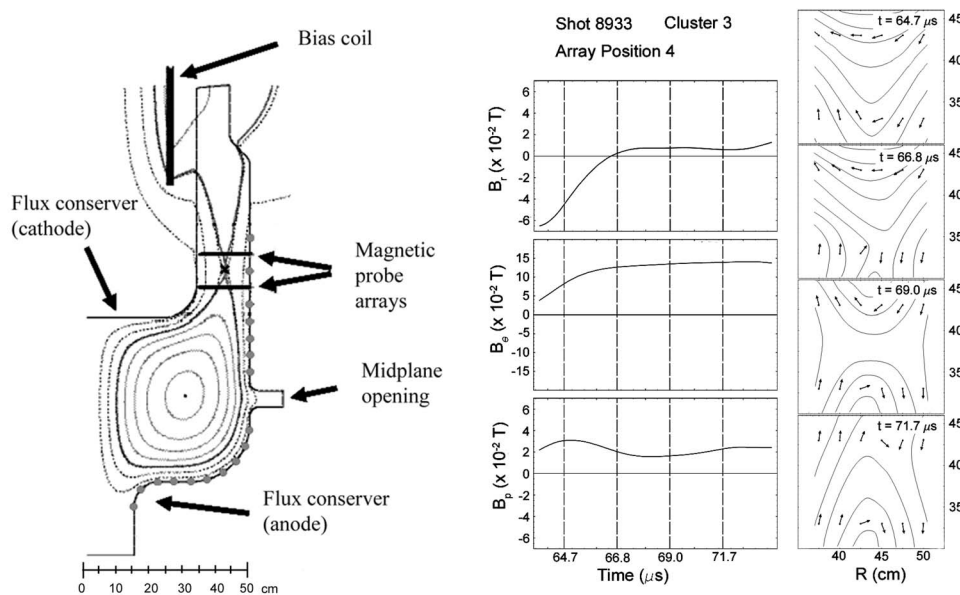 Bias coil
Flux conserver
(cathode)
Magnetic
probe
arrays
Midplane
opening
Flux conserver
(anode)
0 10 20 30 40 50 cm
Shot 8933 Cluster 3
Array Position 4
6
4
2
0
-2
-4
-6
B_r (x 10^-2 T)
15
10
5
0
-5
-10
-15
B_θ (x 10^-2 T)
6
4
2
0
-2
-4
-6
B_p (x 10^-2 T)
64.7 66.8 69.0 71.7
Time (μs)
t = 64.7 μs
45
40
35
t = 66.8 μs
45
40
35
30
t = 69.0 μs
45
40
35
t = 71.7 μs
45
40
35
40 45 50
R (cm)